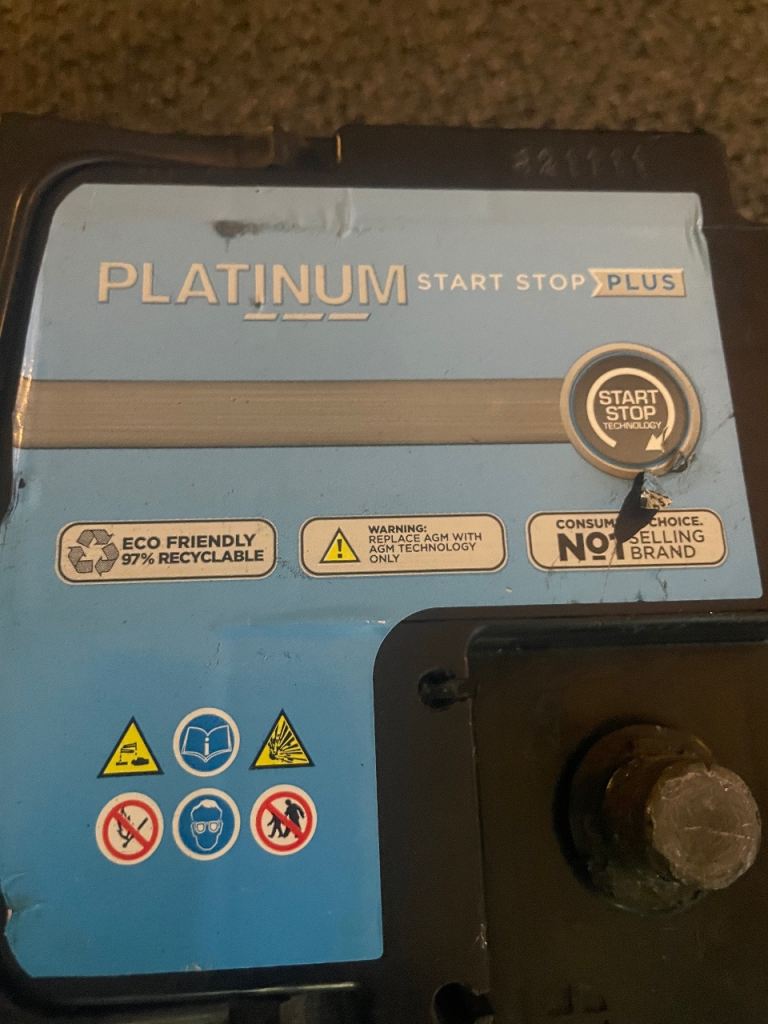 PLATINUM START STOP PLUS
START
STOP
TECHNOLOGY
ECO FRIENDLY
97% RECYCLABLE
WARNING:
REPLACE AGM WITH
AGM TECHNOLOGY
ONLY
CHOICE.
No1 SELLING
BRAND